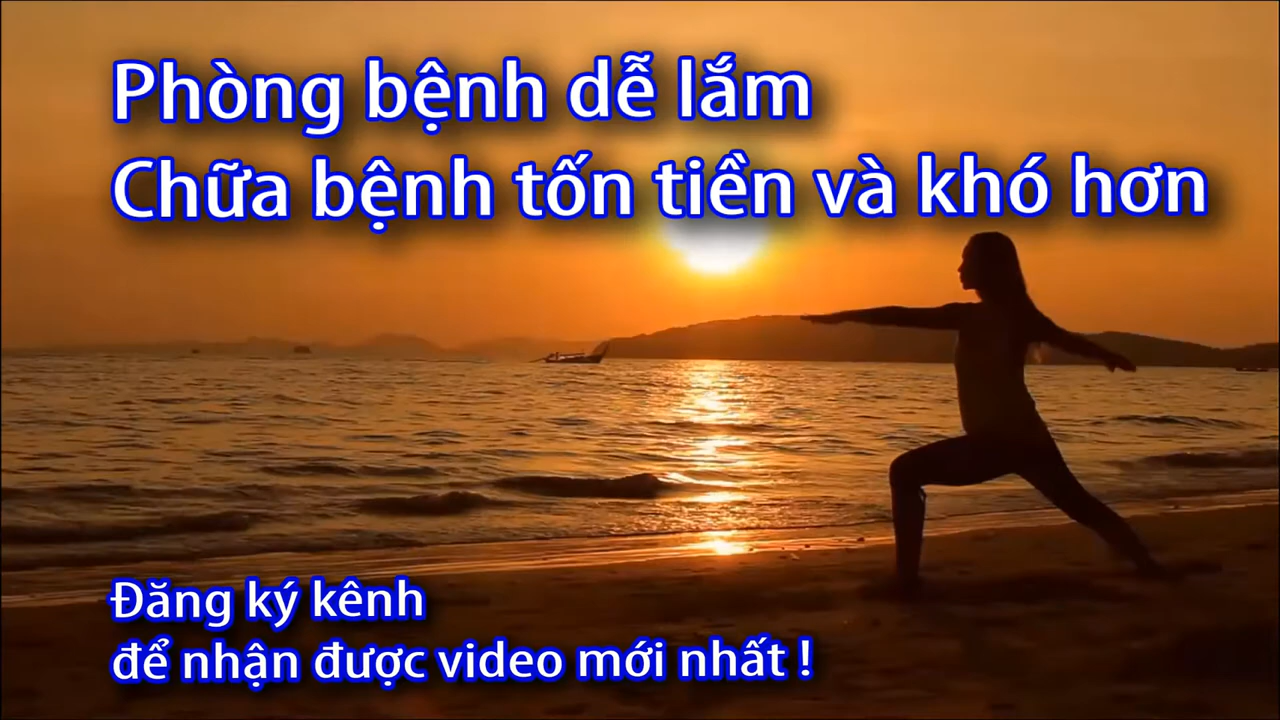 Phòng bệnh dễ lắm
Chữa bệnh tốn tiền và khó hơn
Đăng ký kênh
để nhận được video mới nhất !